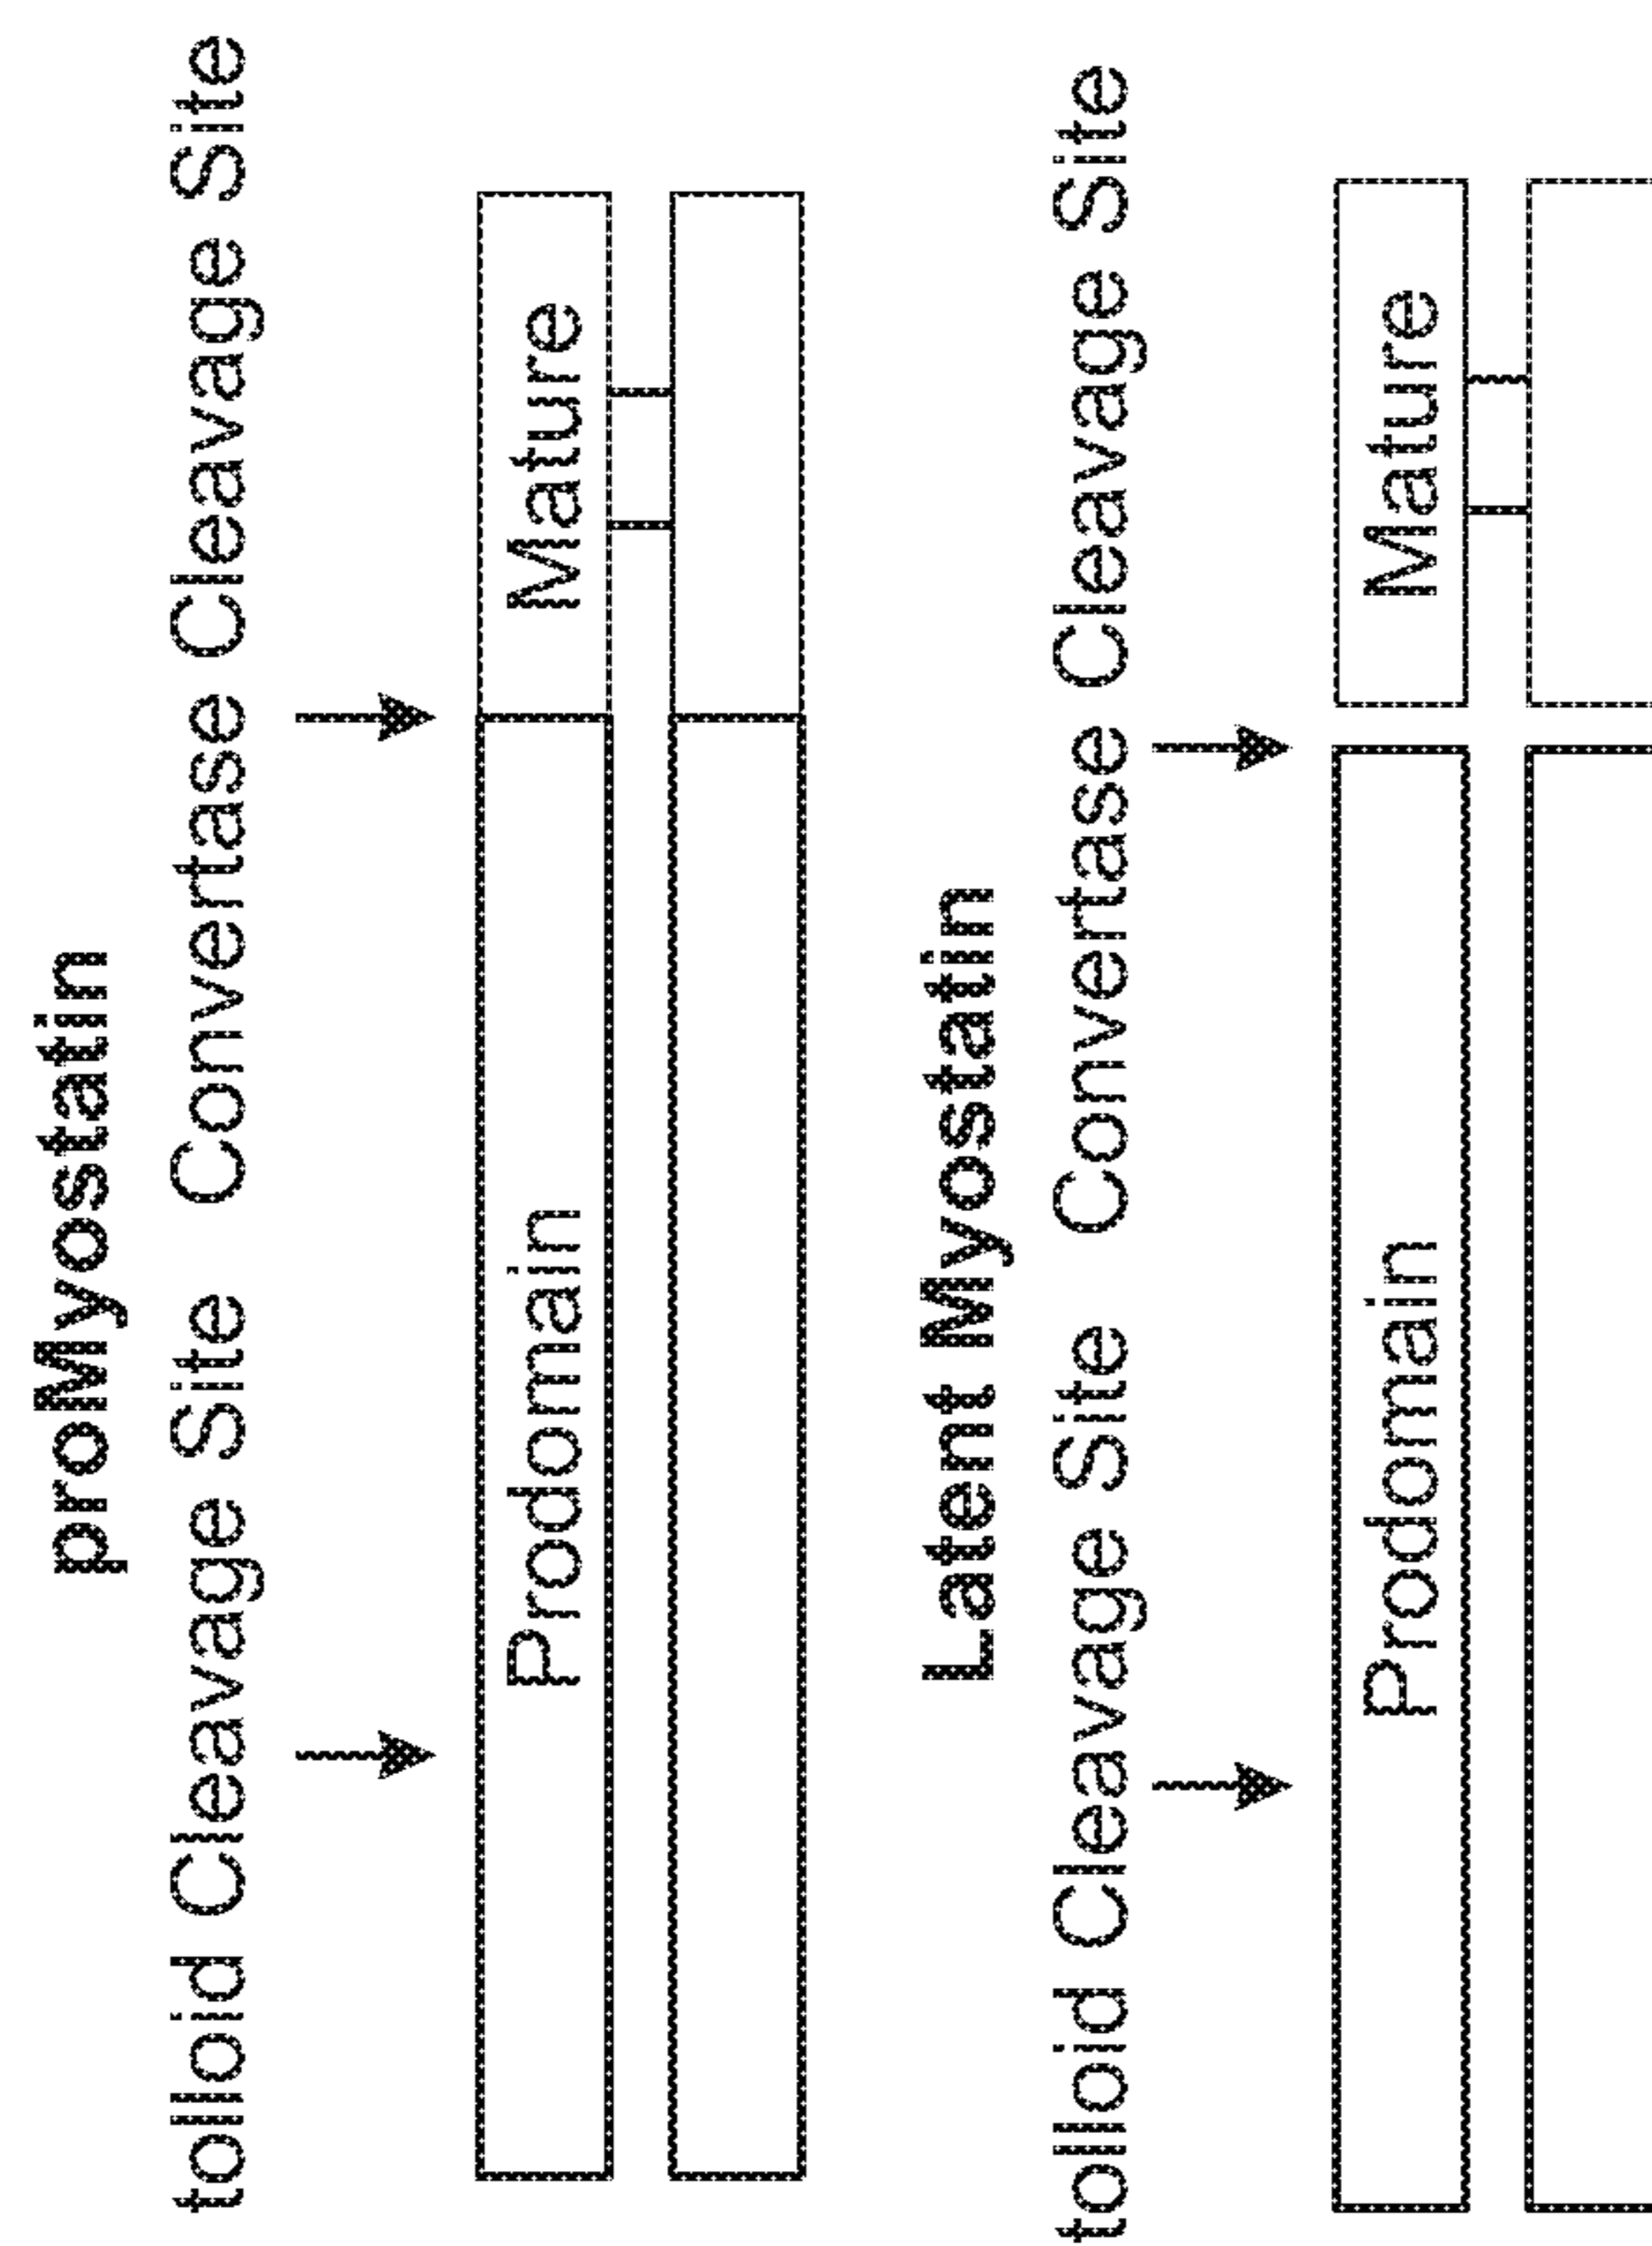 proMyostatin
tolloid Cleavage Site Convertase Cleavage Site
Prodomain Mature
Latent Myostatin
tolloid Cleavage Site Convertase Cleavage Site
Prodomain Mature